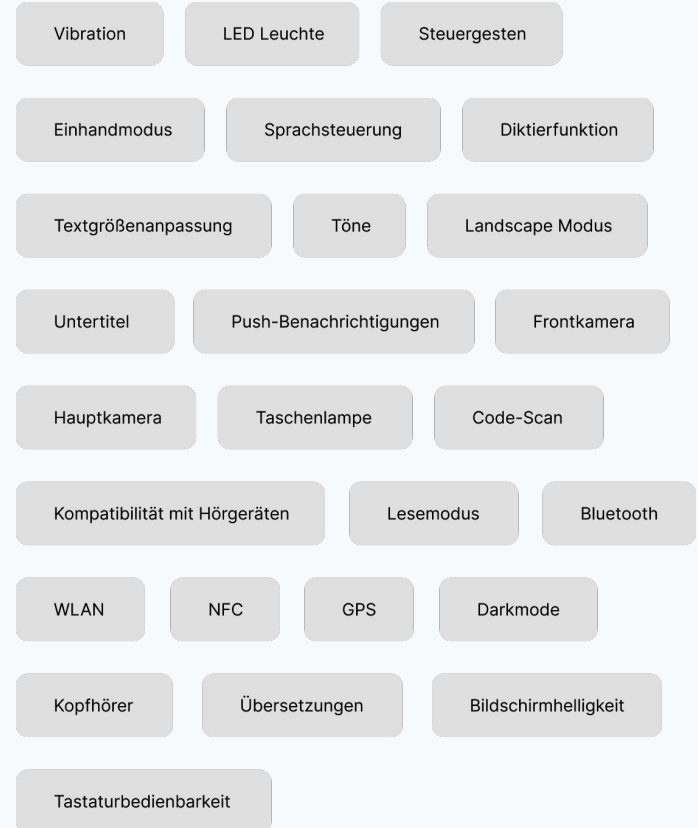 Vibration LED Leuchte Steuergesten
Einhandmodus Sprachsteuerung Diktierfunktion
Textgrößenanpassung Töne Landscape Modus
Untertitel Push-Benachrichtigungen Frontkamera
Hauptkamera Taschenlampe Code-Scan
Kompatibilität mit Hörgeräten Lesemodus Bluetooth
WLAN NFC GPS Darkmode
Kopfhörer Übersetzungen Bildschirmhelligkeit
Tastaturbedienbarkeit